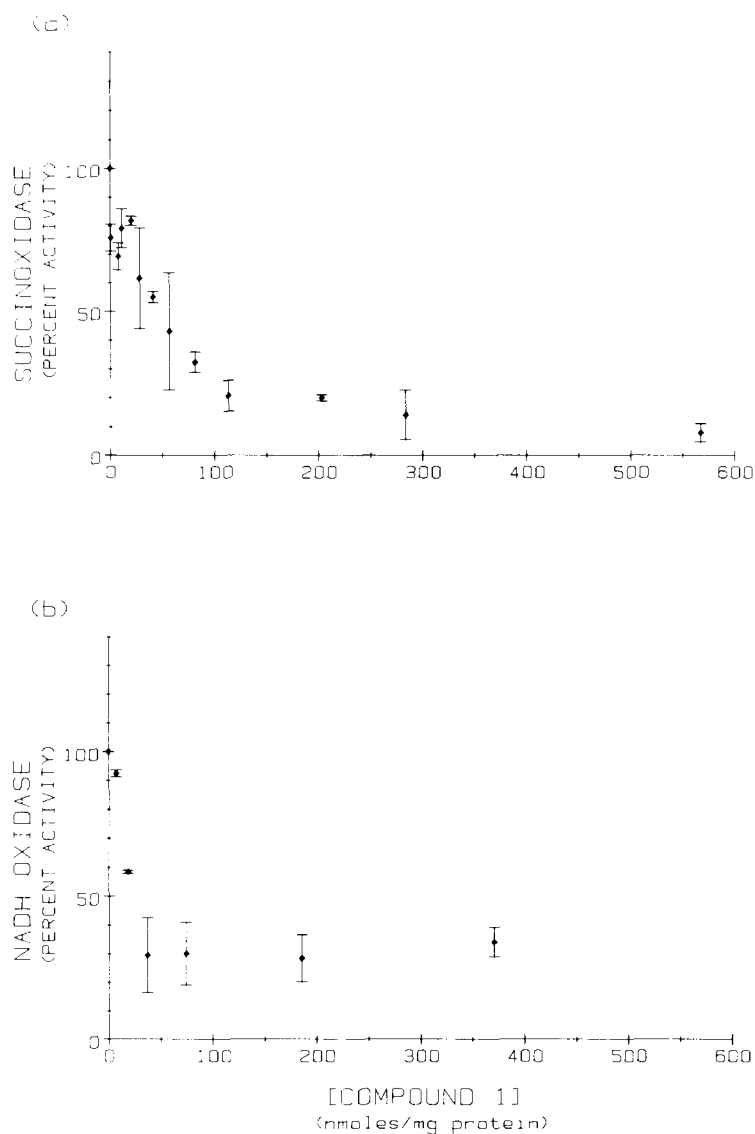 (a)
SUCCINOXIDASE
(PERCENT ACTIVITY)
100
50
0
0 100 200 300 400 500 600
(b)
NADH OXIDASE
(PERCENT ACTIVITY)
100
50
0
0 100 200 300 400 500 600
[COMPOUND 1]
(nmoles/mg protein)